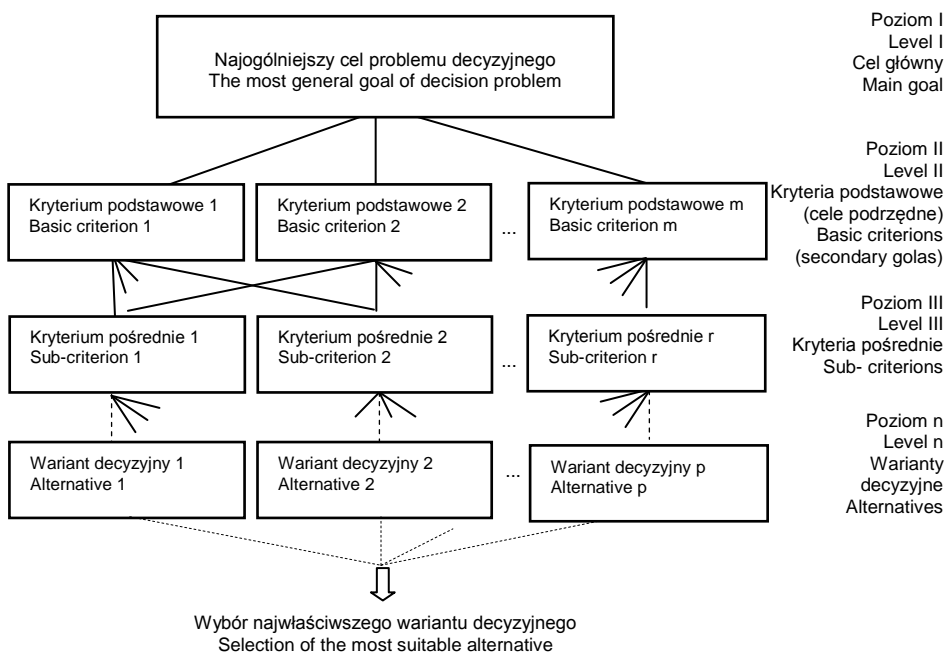 Najogólniejszy cel problemu decyzyjnego
The most general goal of decision problem
Poziom I
Level I
Cel główny
Main goal
Kryterium podstawowe 1
Basic criterion 1
Kryterium podstawowe 2
Basic criterion 2
...
Kryterium podstawowe m
Basic criterion m
Poziom II
Level II
Kryteria podstawowe
(cele podrzędne)
Basic criterions
(secondary golas)
Kryterium pośrednie 1
Sub-criterion 1
Kryterium pośrednie 2
Sub-criterion 2
...
Kryterium pośrednie r
Sub-criterion r
Poziom III
Level III
Kryteria pośrednie
Sub- criterions
Wariant decyzyjny 1
Alternative 1
Wariant decyzyjny 2
Alternative 2
...
Wariant decyzyjny p
Alternative p
Poziom n
Level n
Warianty
decyzyjne
Alternatives
Wybór najwłaściwszego wariantu decyzyjnego
Selection of the most suitable alternative